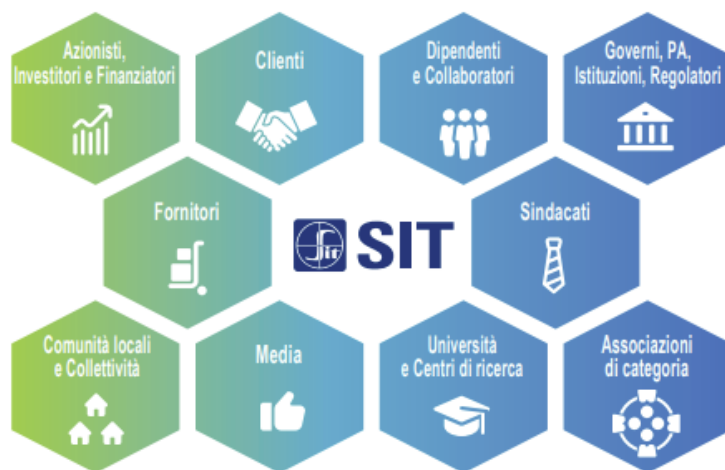 Azionisti,
Investitori e Finanziatori
Clienti
Dipendenti
e Collaboratori
Governi, PA,
Istituzioni, Regolatori
Fornitori
Sit SIT
Sindacati
Comunità locali
e Collettività
Media
Università
e Centri di ricerca
Associazioni
di categoria